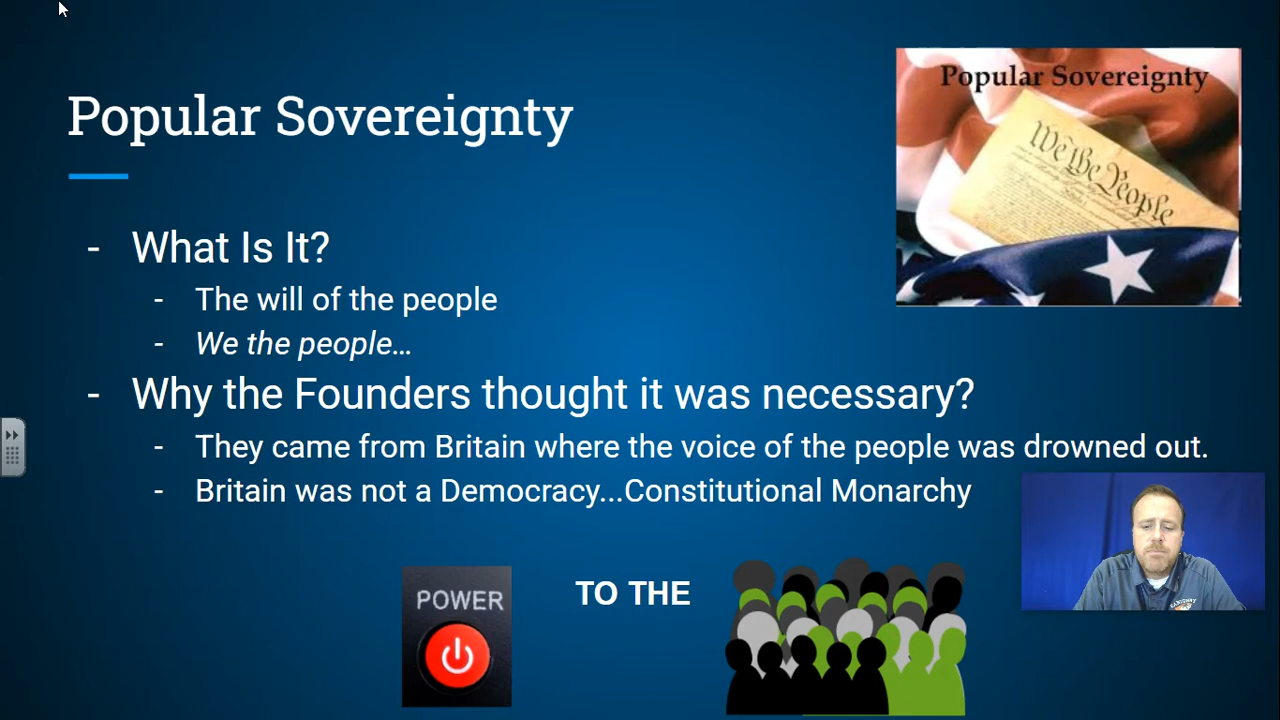 Popular Sovereignty
Popular Sovereignty
We the People
- What Is It?
- The will of the people
- We the people...
- Why the Founders thought it was necessary?
- They came from Britain where the voice of the people was drowned out.
- Britain was not a Democracy...Constitutional Monarchy
POWER
TO THE